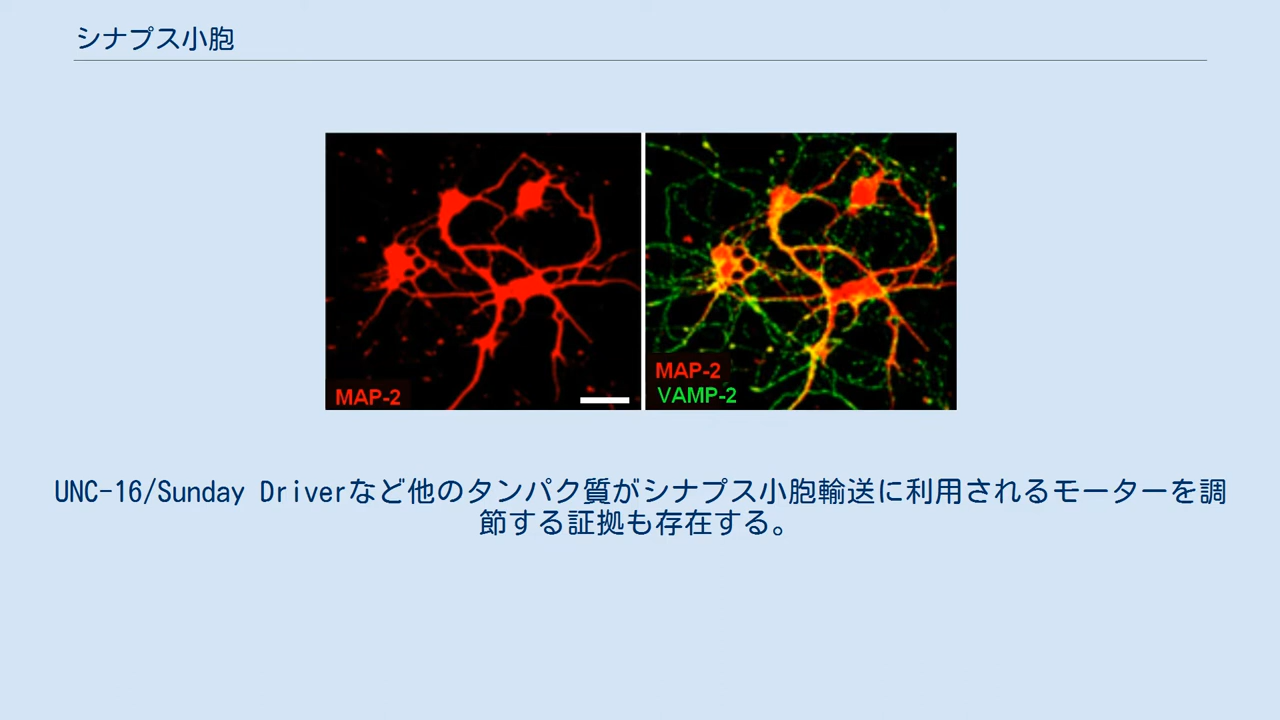 シナプス小胞
MAP-2
MAP-2
VAMP-2
UNC-16/Sunday Driverなど他のタンパク質がシナプス小胞輸送に利用されるモーターを調
節する証拠も存在する。